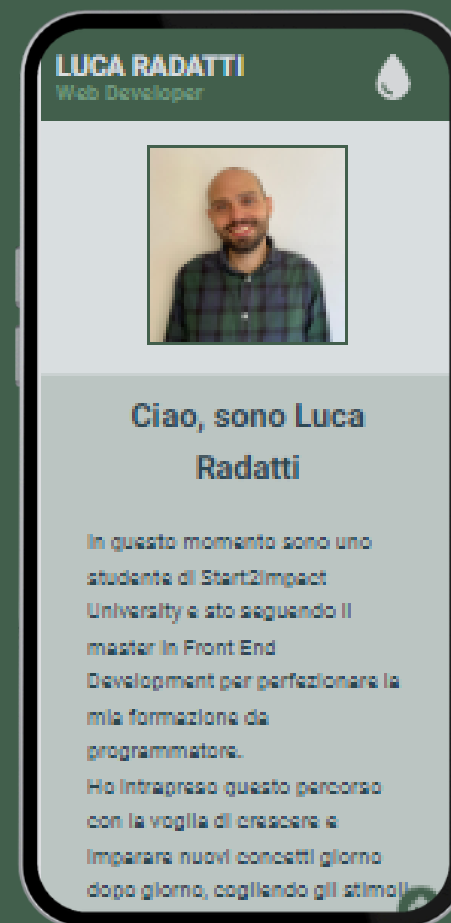 LUCA RADATTI
Web Developer
Ciao, sono Luca
Radatti
In questo momento sono uno
studente di Start2Impact
University e sto seguendo il
master in Front End
Development per perfezionare la
mia formazione da
programmatore.
Ho intrapreso questo percorso
con la voglia di crescere e
imparare nuovi concetti giorno
dopo giorno, cogliendo gli stimoli